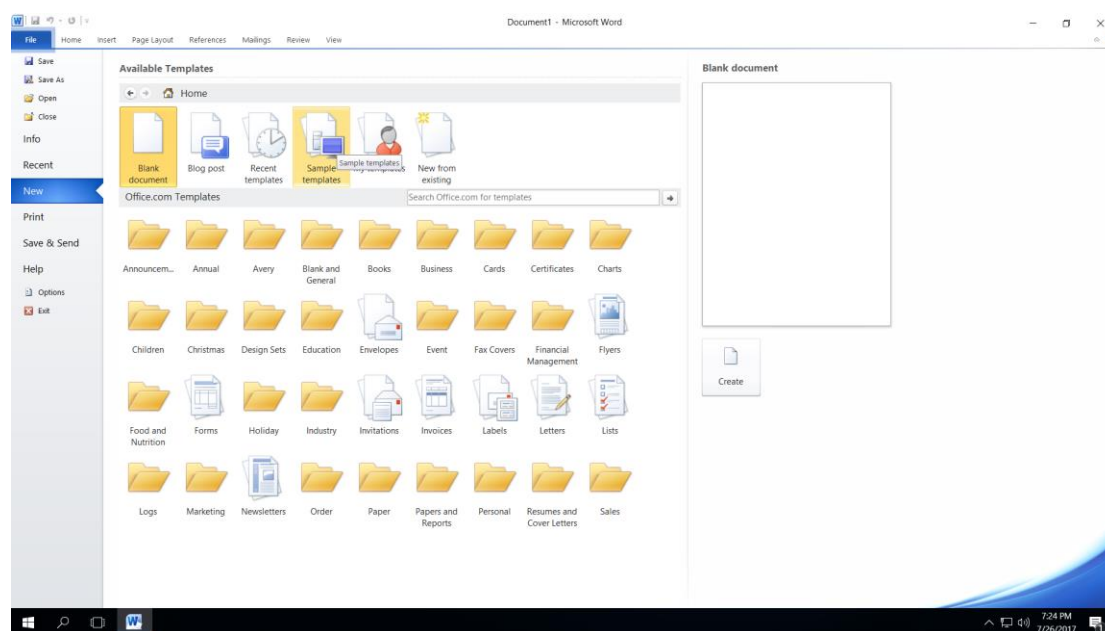 Document1 - Microsoft Word
File Home Insert Page Layout References Mailings Review View
Save
Save As
Open
Close
Info
Recent
New
Print
Save & Send
Help
Options
Exit
Available Templates
Home
Blank document
Blog post
Recent templates
Sample templates
Sample templates
New from existing
Office.com Templates
Search Office.com for templates
Announcem... Annual Avery Blank and General Books Business Cards Certificates Charts
Children Christmas Design Sets Education Envelopes Event Fax Covers Financial Management Flyers
Food and Nutrition Forms Holiday Industry Invitations Invoices Labels Letters Lists
Logs Marketing Newsletters Order Paper Papers and Reports Personal Resumes and Cover Letters Sales
Blank document
Create
7:24 PM
7/26/2017